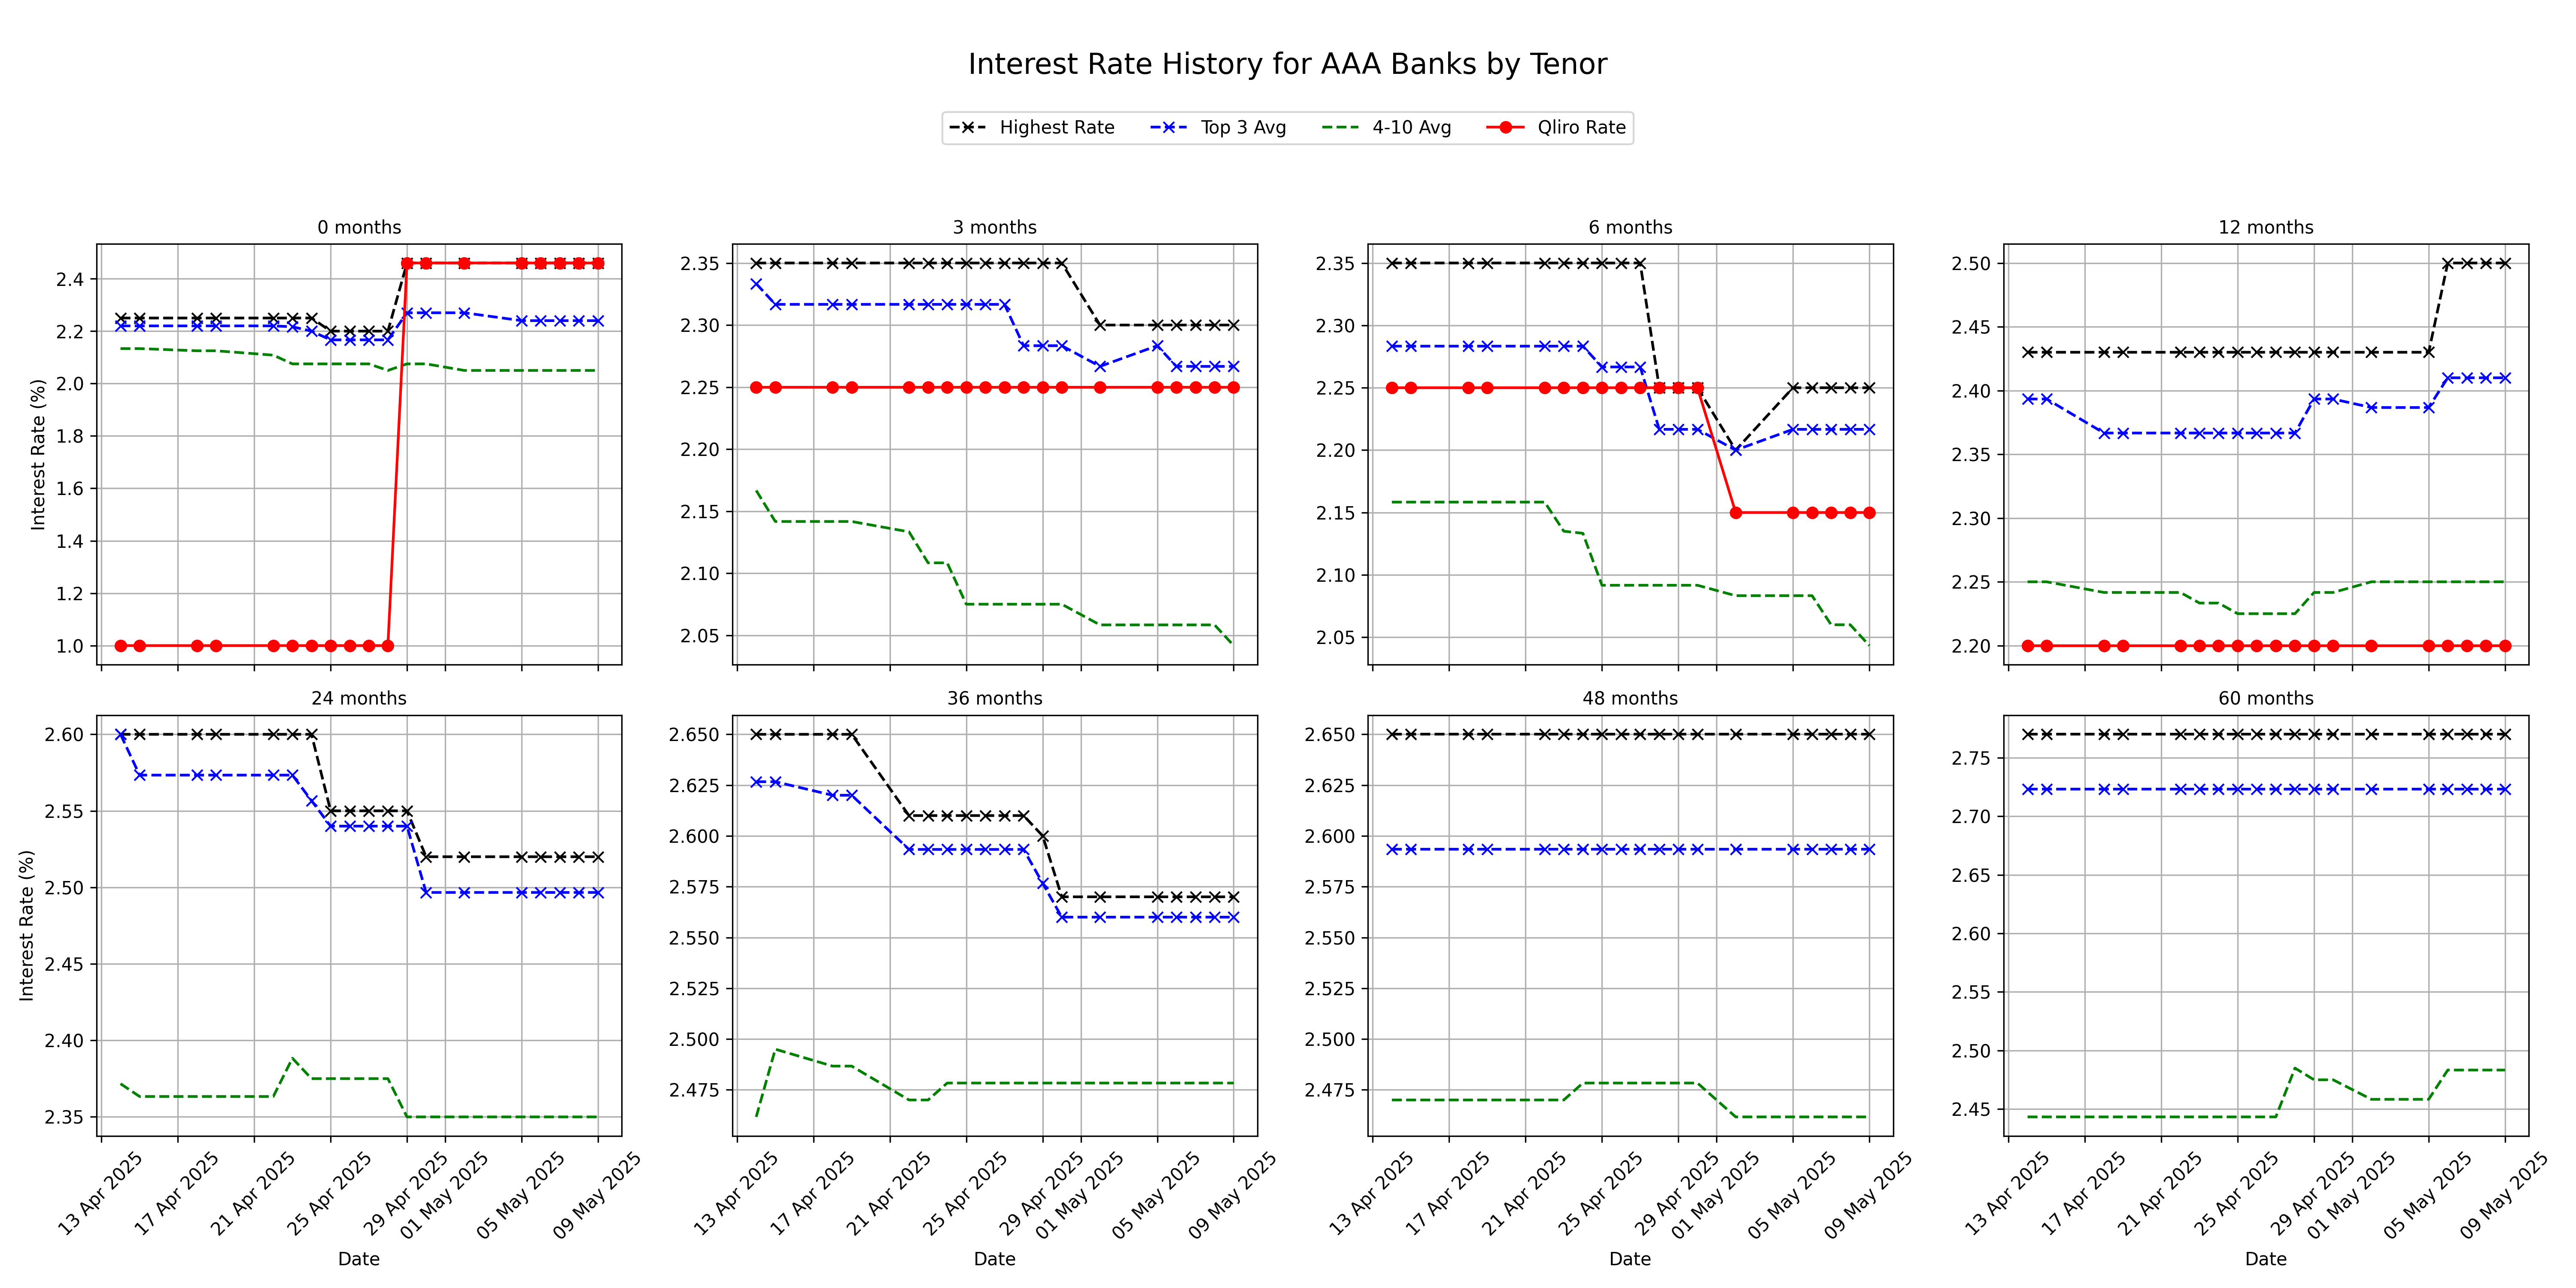 Interest Rate History for AAA Banks by Tenor
Highest Rate Top 3 Avg 4-10 Avg Qliro Rate
0 months
Interest Rate (%)
2.4
2.2
2.0
1.8
1.6
1.4
1.2
1.0
3 months
2.35
2.30
2.25
2.20
2.15
2.10
2.05
6 months
2.35
2.30
2.25
2.20
2.15
2.10
2.05
12 months
2.50
2.45
2.40
2.35
2.30
2.25
2.20
24 months
Interest Rate (%)
2.60
2.55
2.50
2.45
2.40
2.35
13 Apr 2025
17 Apr 2025
21 Apr 2025
25 Apr 2025
29 Apr 2025
01 May 2025
05 May 2025
09 May 2025
Date
36 months
2.650
2.625
2.600
2.575
2.550
2.525
2.500
2.475
13 Apr 2025
17 Apr 2025
21 Apr 2025
25 Apr 2025
29 Apr 2025
01 May 2025
05 May 2025
09 May 2025
Date
48 months
2.650
2.625
2.600
2.575
2.550
2.525
2.500
2.475
13 Apr 2025
17 Apr 2025
21 Apr 2025
25 Apr 2025
29 Apr 2025
01 May 2025
05 May 2025
09 May 2025
Date
60 months
2.75
2.70
2.65
2.60
2.55
2.50
2.45
13 Apr 2025
17 Apr 2025
21 Apr 2025
25 Apr 2025
29 Apr 2025
01 May 2025
05 May 2025
09 May 2025
Date